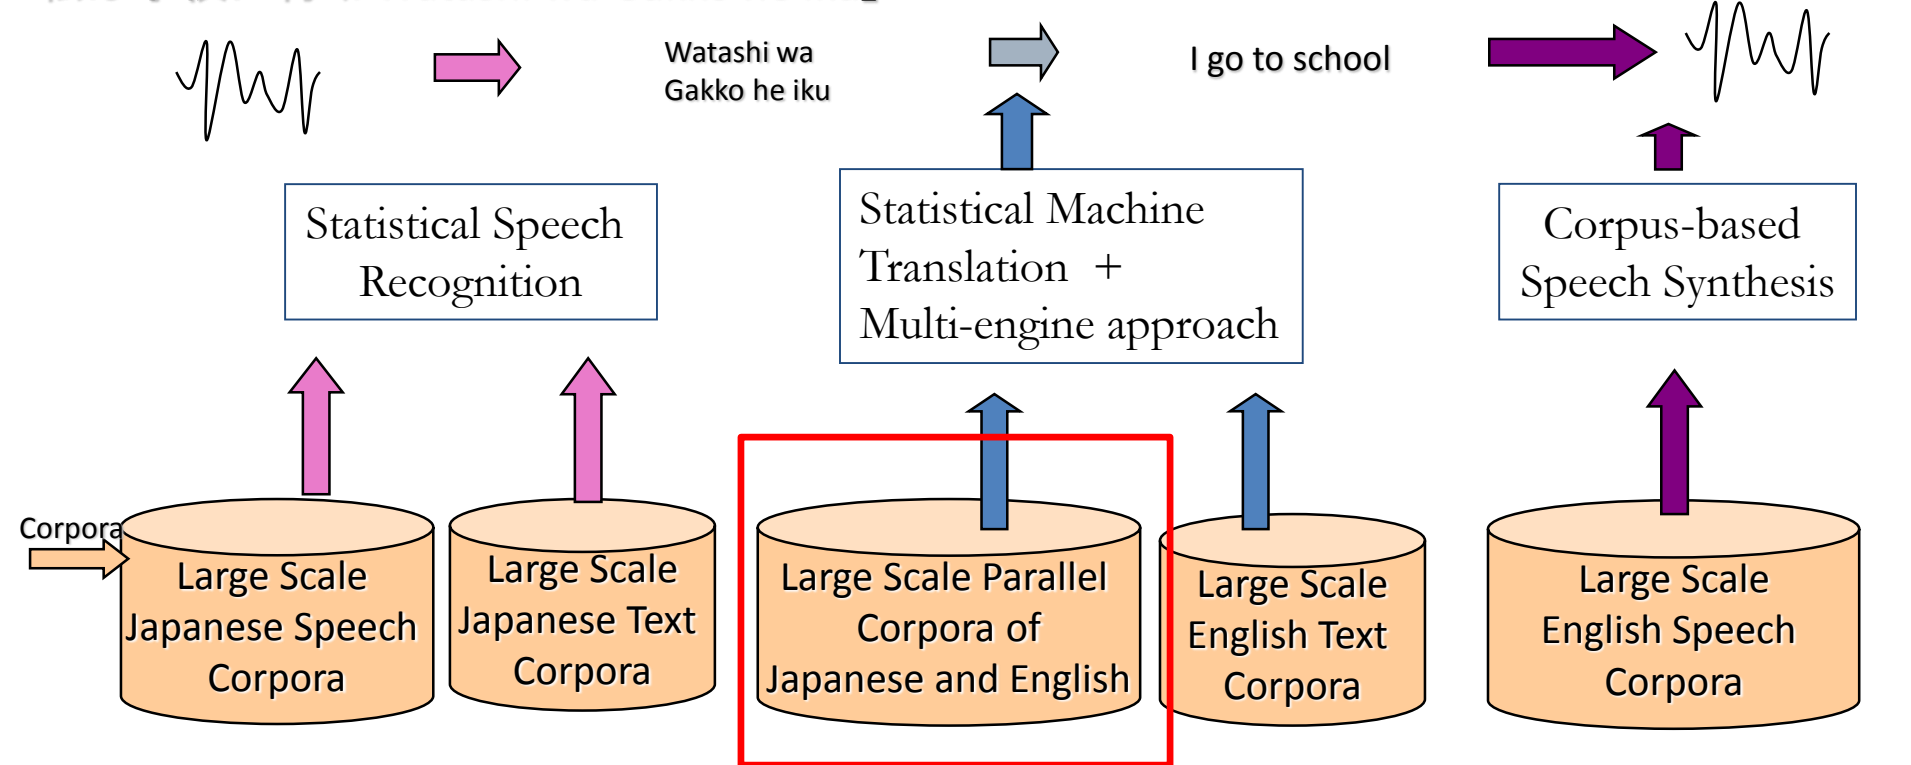 Watashi wa
Gakko he iku
I go to school
Statistical Speech
Recognition
Statistical Machine
Translation +
Multi-engine approach
Corpus-based
Speech Synthesis
Corpora
Large Scale
Japanese Speech
Corpora
Large Scale
Japanese Text
Corpora
Large Scale Parallel
Corpora of
Japanese and English
Large Scale
English Text
Corpora
Large Scale
English Speech
Corpora